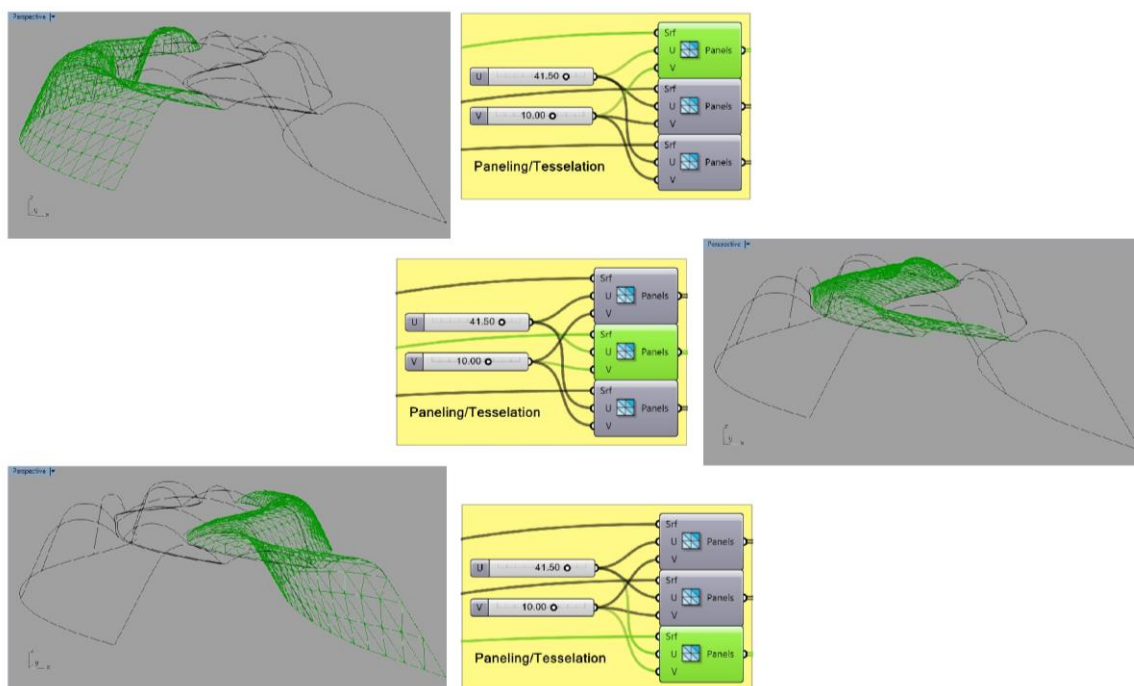 Perspective
Srf
U Panels
V
U 41.50
Srf
U Panels
V
V 10.00
Srf
U Panels
V
Paneling/Tesselation
Perspective
Srf
U Panels
V
U 41.50
Srf
U Panels
V
V 10.00
Srf
U Panels
V
Paneling/Tesselation
Perspective
Srf
U Panels
V
U 41.50
Srf
U Panels
V
V 10.00
Srf
U Panels
V
Paneling/Tesselation